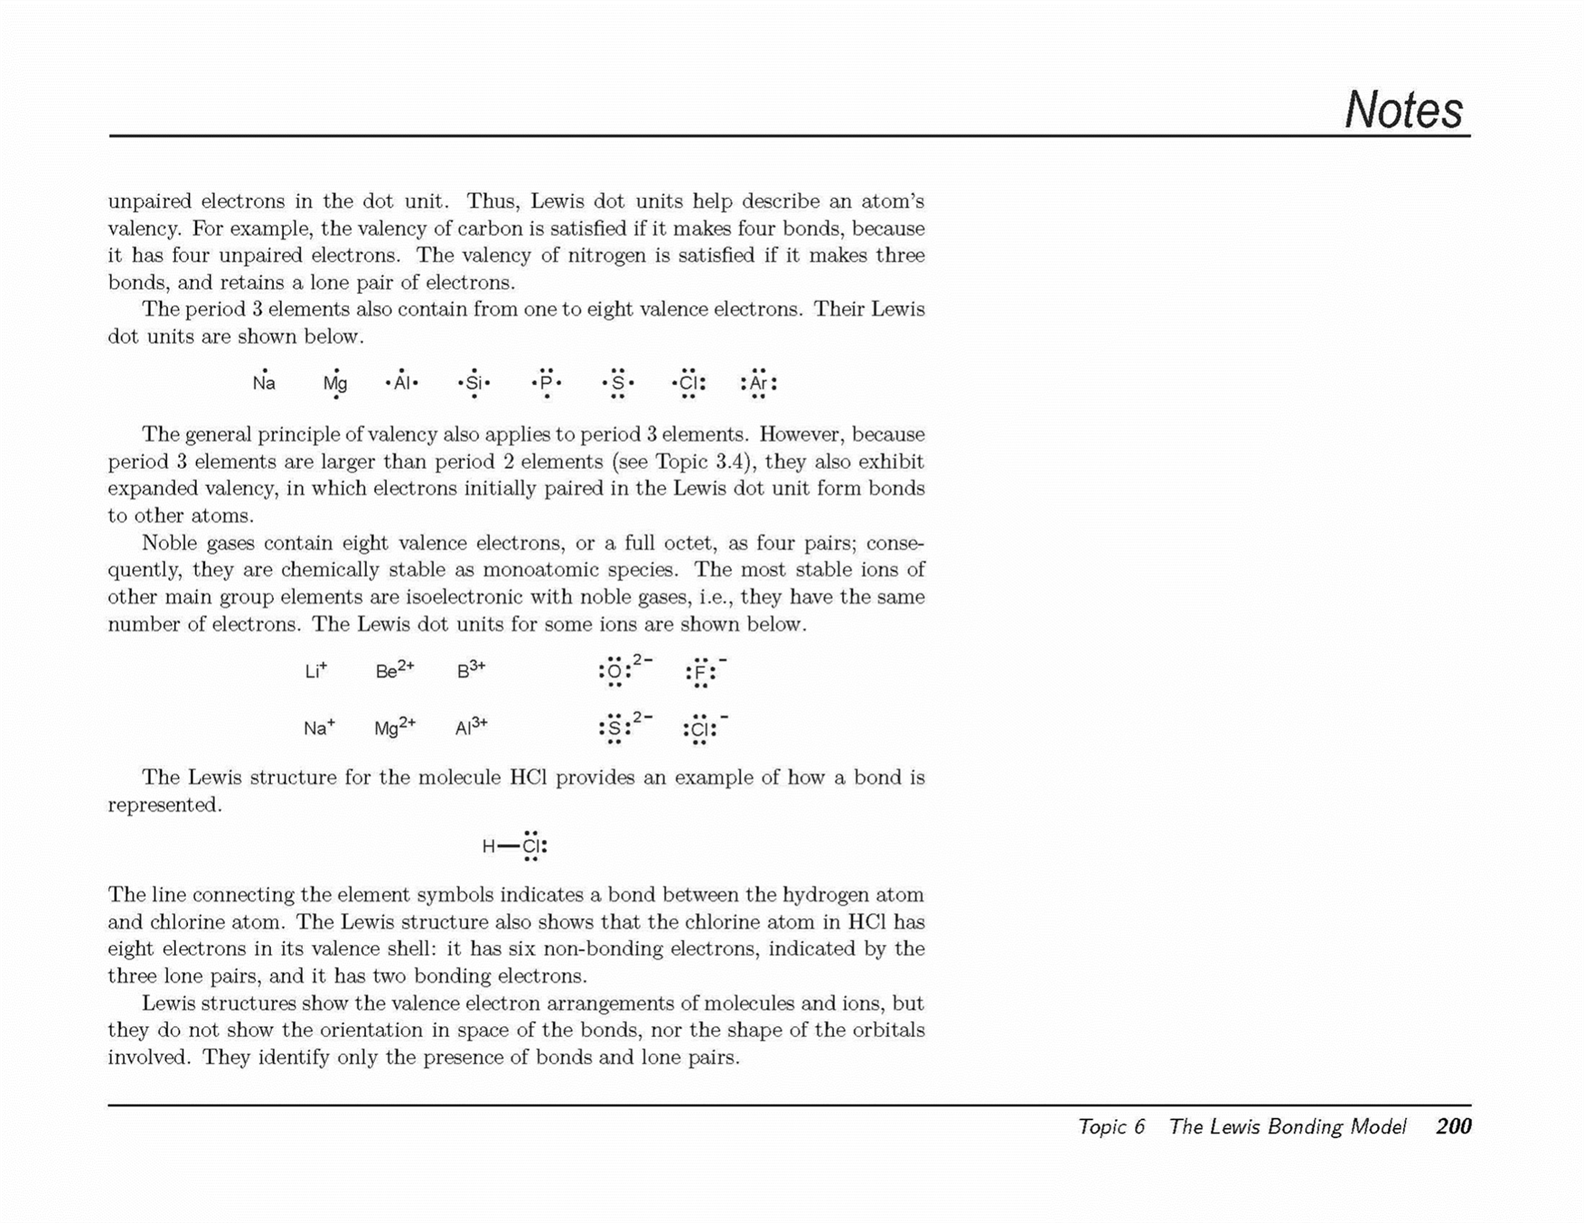 Notes
unpaired electrons in the dot unit. Thus, Lewis dot units help describe an atom's
valency. For example, the valency of carbon is satisfied if it makes four bonds, because
it has four unpaired electrons. The valency of nitrogen is satisfied if it makes three
bonds, and retains a lone pair of electrons.
The period 3 elements also contain from one to eight valence electrons. Their Lewis
dot units are shown below.
Na Mg Al Si P S Cl Ar
The general principle of valency also applies to period 3 elements. However, because
period 3 elements are larger than period 2 elements (see Topic 3.4), they also exhibit
expanded valency, in which electrons initially paired in the Lewis dot unit form bonds
to other atoms.
Noble gases contain eight valence electrons, or a full octet, as four pairs; conse-
quently, they are chemically stable as monoatomic species. The most stable ions of
other main group elements are isoelectronic with noble gases, i.e., they have the same
number of electrons. The Lewis dot units for some ions are shown below.
Li⁺ Be²⁺ B³⁺ :O:²⁻ :F:⁻
Na⁺ Mg²⁺ Al³⁺ :S:²⁻ :Cl:⁻
The Lewis structure for the molecule HCl provides an example of how a bond is
represented.
H—Cl:
The line connecting the element symbols indicates a bond between the hydrogen atom
and chlorine atom. The Lewis structure also shows that the chlorine atom in HCl has
eight electrons in its valence shell: it has six non-bonding electrons, indicated by the
three lone pairs, and it has two bonding electrons.
Lewis structures show the valence electron arrangements of molecules and ions, but
they do not show the orientation in space of the bonds, nor the shape of the orbitals
involved. They identify only the presence of bonds and lone pairs.
Topic 6 The Lewis Bonding Model 200